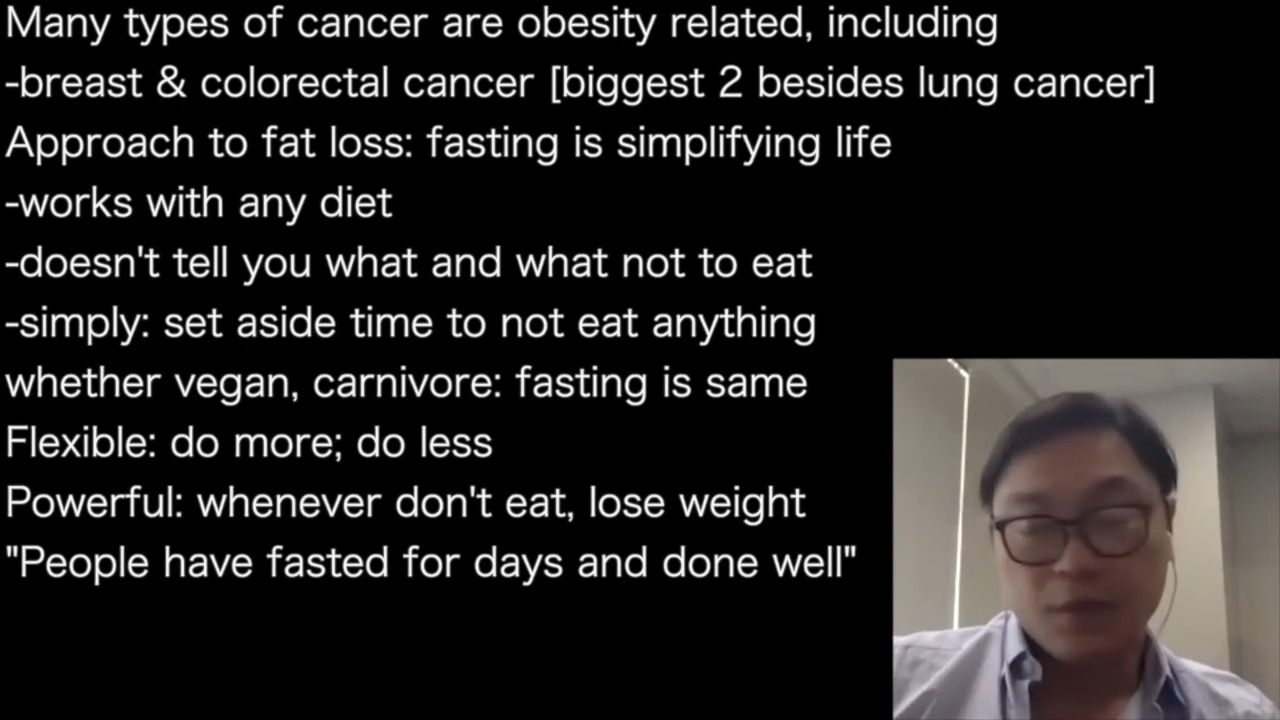 Many types of cancer are obesity related, including
-breast & colorectal cancer [biggest 2 besides lung cancer]
Approach to fat loss: fasting is simplifying life
-works with any diet
-doesn't tell you what and what not to eat
-simply: set aside time to not eat anything
whether vegan, carnivore: fasting is same
Flexible: do more; do less
Powerful: whenever don't eat, lose weight
"People have fasted for days and done well"